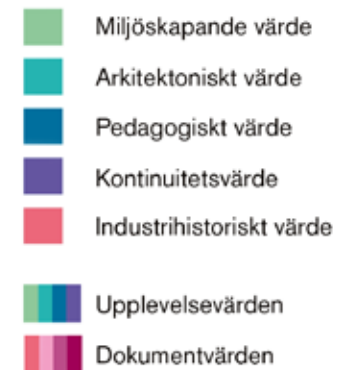 Miljöskapande värde
Arkitektoniskt värde
Pedagogiskt värde
Kontinuitetsvärde
Industrihistoriskt värde
Upplevelsevärden
Dokumentvärden